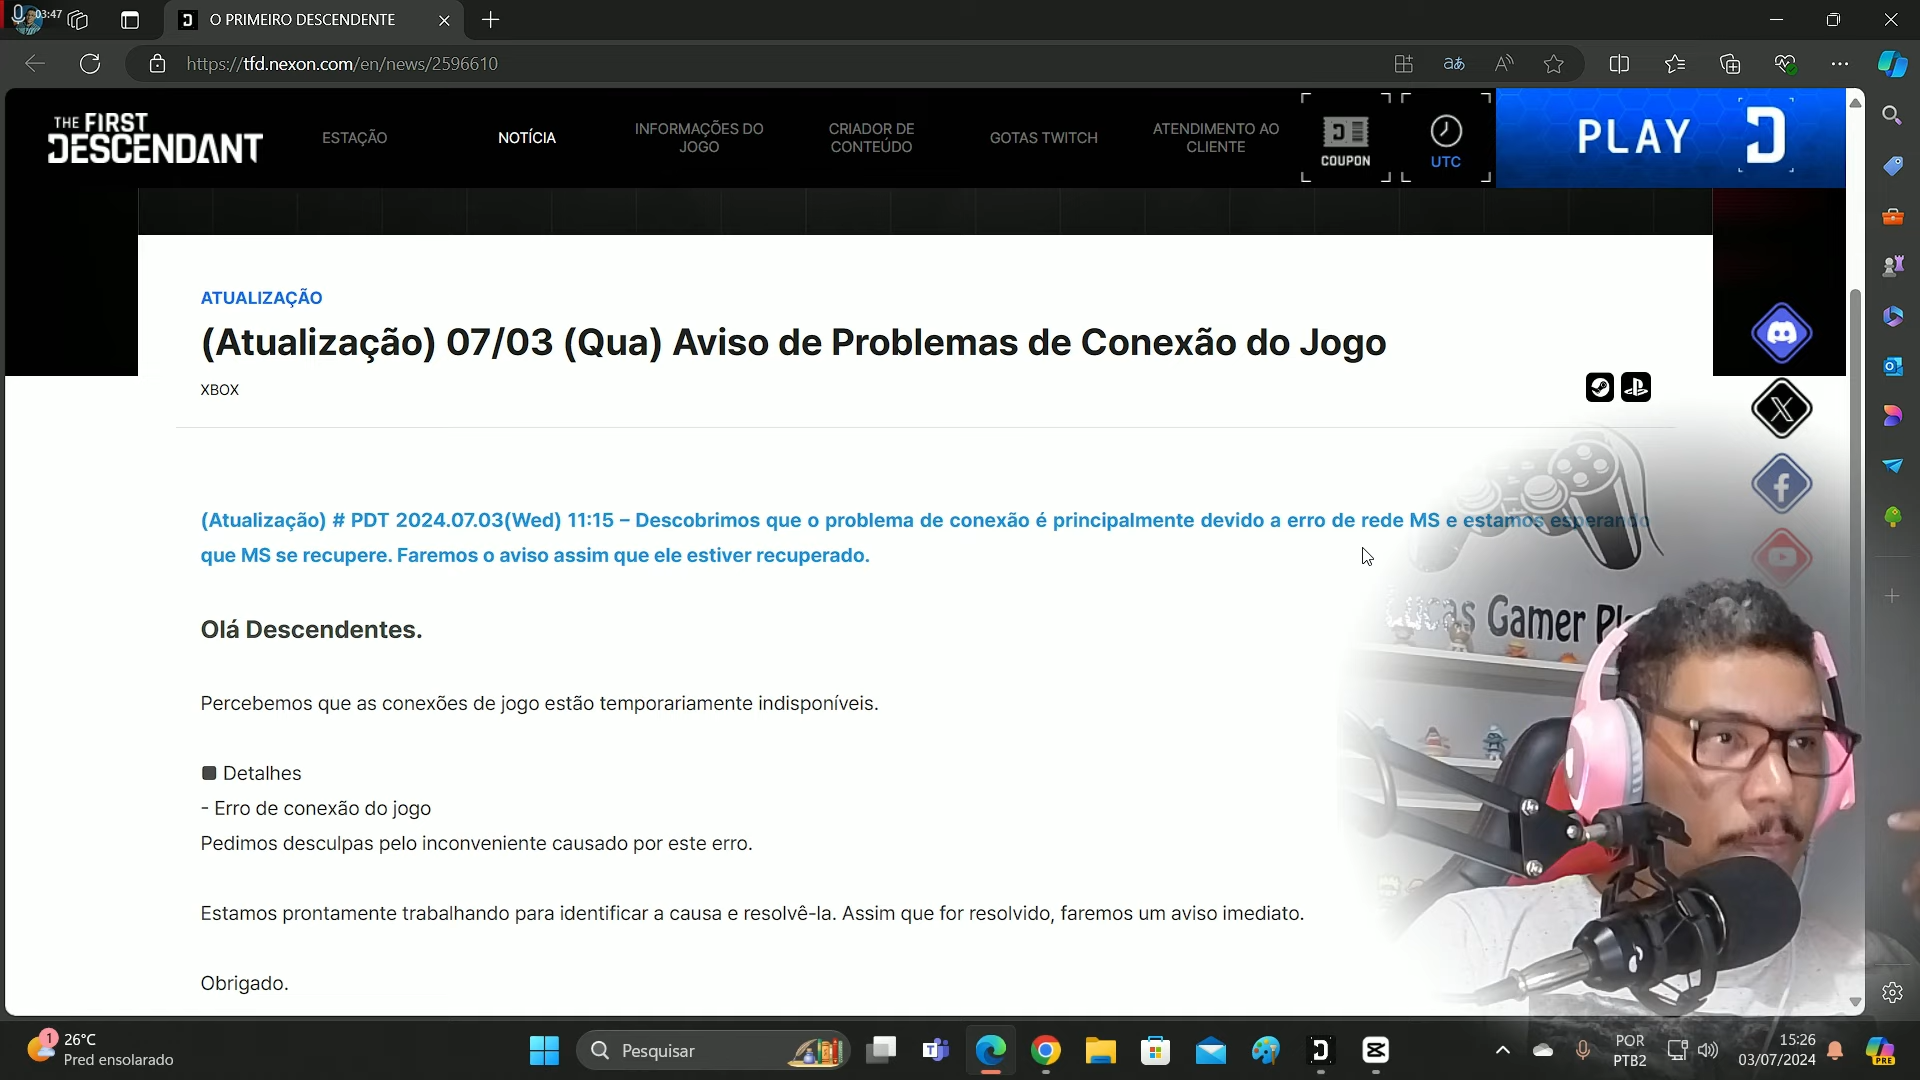 03:47
O PRIMEIRO DESCENDENTE
https://tfd.nexon.com/en/news/2596610
THE FIRST
DESCENDANT
ESTAÇÃO
NOTÍCIA
INFORMAÇÕES DO
JOGO
CRIADOR DE
CONTEÚDO
GOTAS TWITCH
ATENDIMENTO AO
CLIENTE
COUPON
UTC
PLAY
ATUALIZAÇÃO
(Atualização) 07/03 (Qua) Aviso de Problemas de Conexão do Jogo
XBOX
(Atualização) # PDT 2024.07.03(Wed) 11:15 – Descobrimos que o problema de conexão é principalmente devido a erro de rede MS e estamos esperando
que MS se recupere. Faremos o aviso assim que ele estiver recuperado.
Olá Descendentes.
Lucas Gamer
Percebemos que as conexões de jogo estão temporariamente indisponíveis.
■ Detalhes
- Erro de conexão do jogo
Pedimos desculpas pelo inconveniente causado por este erro.
Estamos prontamente trabalhando para identificar a causa e resolvê-la. Assim que for resolvido, faremos um aviso imediato.
Obrigado.
1
26°C
Pred ensolarado
Pesquisar
POR
PTB2
15:26
03/07/2024
PRE